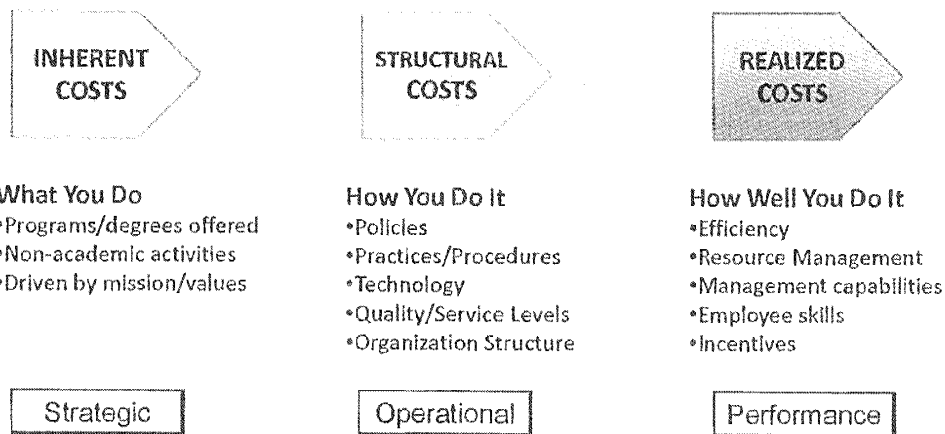 INHERENT
COSTS
What You Do
•Programs/degrees offered
•Non-academic activities
•Driven by mission/values
Strategic
STRUCTURAL
COSTS
How You Do It
•Policies
•Practices/Procedures
•Technology
•Quality/Service Levels
•Organization Structure
Operational
REALIZED
COSTS
How Well You Do It
•Efficiency
•Resource Management
•Management capabilities
•Employee skills
•Incentives
Performance